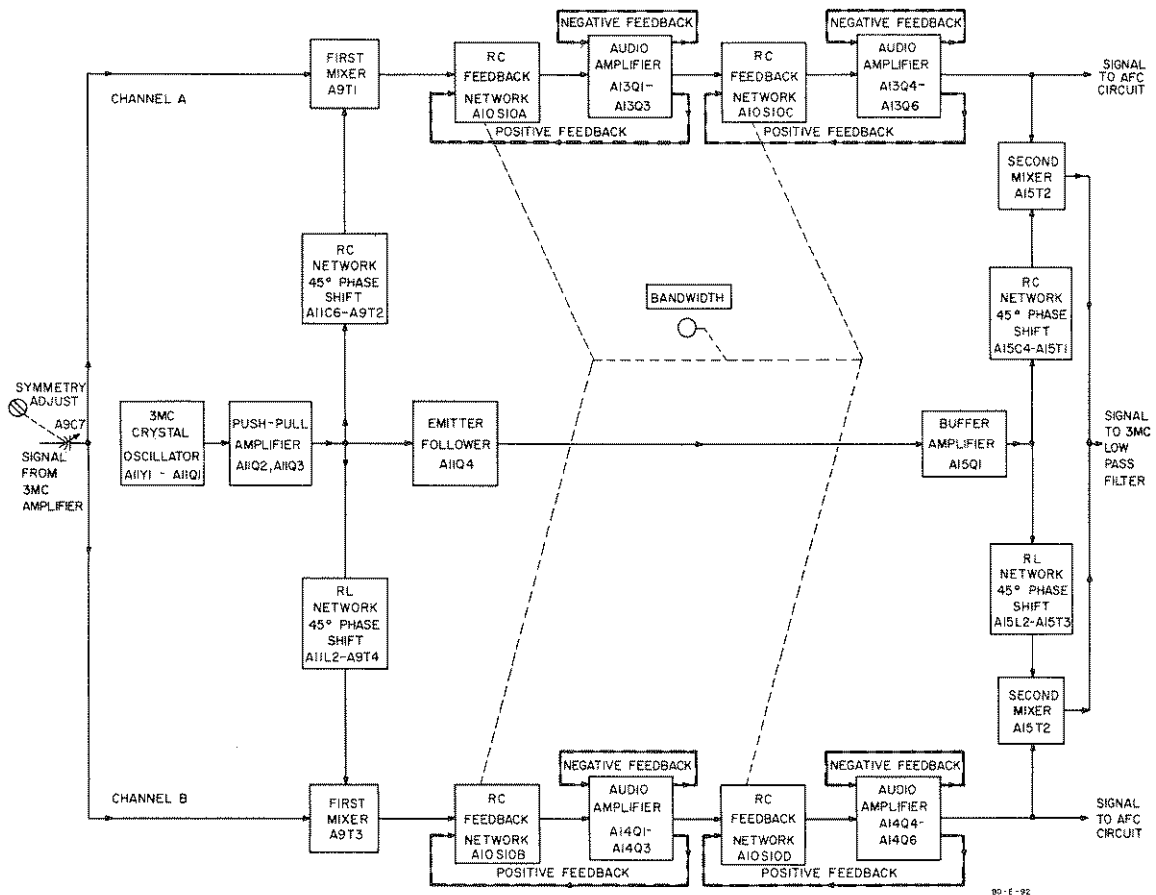 NEGATIVE FEEDBACK
NEGATIVE FEEDBACK
FIRST
MIXER
A9T1
RC
FEEDBACK
NETWORK
A10S10A
AUDIO
AMPLIFIER
A13Q1-
A13Q3
RC
FEEDBACK
NETWORK
A10S10C
AUDIO
AMPLIFIER
A13Q4-
A13Q6
SIGNAL
TO AFC
CIRCUIT
CHANNEL A
POSITIVE FEEDBACK
POSITIVE FEEDBACK
SECOND
MIXER
A15T2
RC
NETWORK
45° PHASE
SHIFT
A11C6-A9T2
BANDWIDTH
RC
NETWORK
45° PHASE
SHIFT
A15C4-A15T1
SYMMETRY
ADJUST
A9C7
SIGNAL
FROM
3MC
AMPLIFIER
3MC
CRYSTAL
OSCILLATOR
A11Y1 - A11Q1
PUSH-PULL
AMPLIFIER
A11Q2, A11Q3
EMITTER
FOLLOWER
A11Q4
BUFFER
AMPLIFIER
A15Q1
SIGNAL
TO 3MC
LOW
PASS
FILTER
RL
NETWORK
45° PHASE
SHIFT
A11L2-A9T4
RL
NETWORK
45° PHASE
SHIFT
A15L2-A15T3
SECOND
MIXER
A15T2
NEGATIVE FEEDBACK
NEGATIVE FEEDBACK
CHANNEL B
FIRST
MIXER
A9T3
RC
FEEDBACK
NETWORK
A10S10B
AUDIO
AMPLIFIER
A14Q1-
A14Q3
RC
FEEDBACK
NETWORK
A10S10D
AUDIO
AMPLIFIER
A14Q4-
A14Q6
SIGNAL
TO AFC
CIRCUIT
POSITIVE FEEDBACK
POSITIVE FEEDBACK